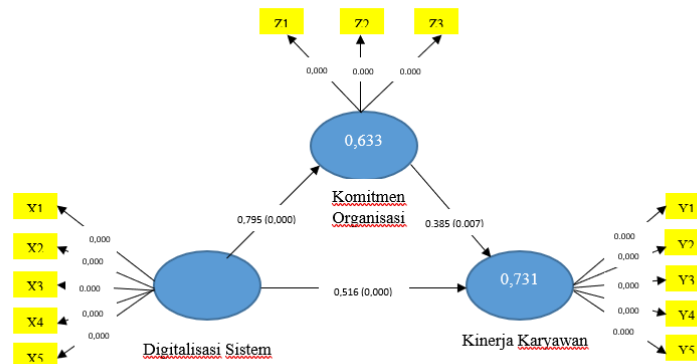 Z1 Z2 Z3
0,000 0.000 0.000
0,633
Komitmen
Organisasi
0,795 (0,000)
0.385 (0.007)
X1
X2
X3
X4
X5
0,000
0,000
0,000
0,000
0,000
Digitalisasi Sistem
0,516 (0,000)
0,731
Kinerja Karyawan
0.000
0,000
0,000
0,000
0.000
Y1
Y2
Y3
Y4
Y5